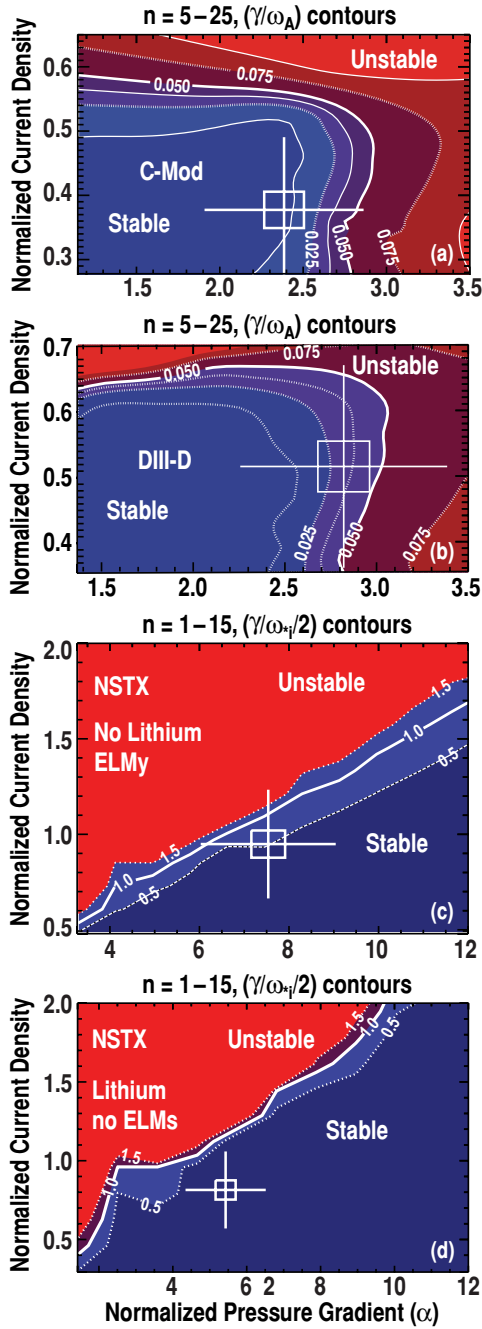 n = 5–25, (γ/ωA) contours
Normalized Current Density
0.6
0.5
0.4
0.3
0.050
0.075
Unstable
C-Mod
Stable
0.025
0.050
0.075
(a)
1.5
2.0
2.5
3.0
3.5
n = 5–25, (γ/ωA) contours
Normalized Current Density
0.7
0.6
0.5
0.4
0.050
0.075
Unstable
DIII-D
Stable
0.025
0.050
0.075
(b)
1.5
2.0
2.5
3.0
3.5
n = 1–15, (γ/ω*i/2) contours
Normalized Current Density
2.0
1.5
1.0
0.5
NSTX
Unstable
No Lithium
ELMy
1.5
1.0
0.5
1.5
1.0
0.5
Stable
(c)
4
6
8
10
12
n = 1–15, (γ/ω*i/2) contours
Normalized Current Density
2.0
1.5
1.0
0.5
NSTX
Unstable
1.5
1.0
0.5
Lithium
no ELMs
Stable
1.5
1.0
0.5
(d)
4
6
2
8
10
12
Normalized Pressure Gradient (α)